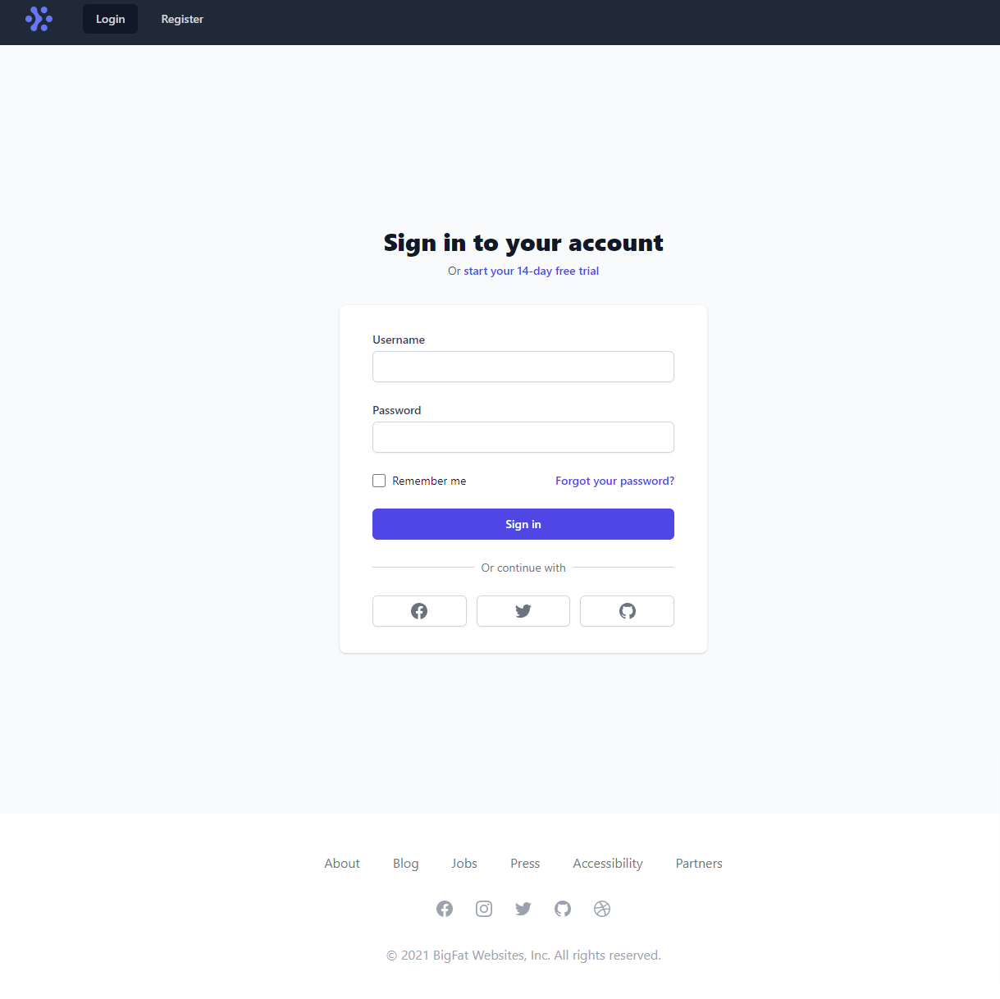 Login Register
Sign in to your account
Or start your 14-day free trial
Username
Password
Remember me Forgot your password?
Sign in
Or continue with
About Blog Jobs Press Accessibility Partners
© 2021 BigFat Websites, Inc. All rights reserved.